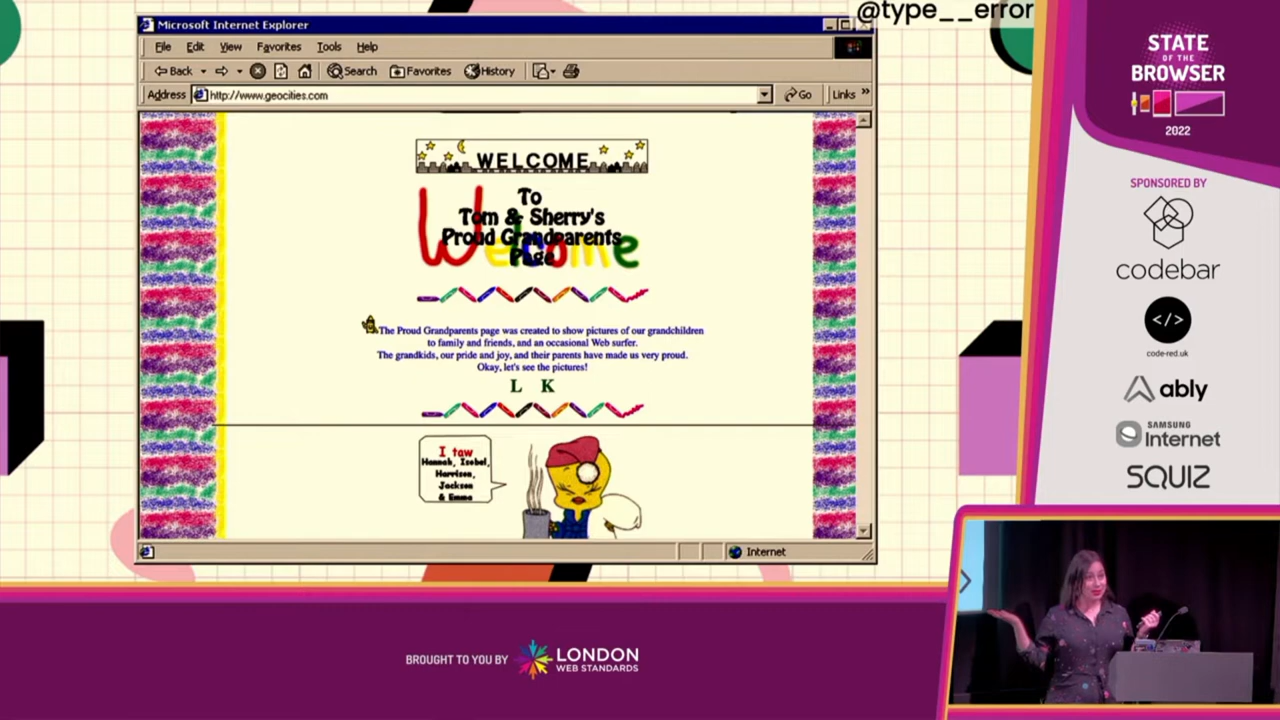 @type__error
Microsoft Internet Explorer
File Edit View Favorites Tools Help
Back Search Favorites History
Address http://www.geocities.com Go Links »
WELCOME
Welcome
To
Tom & Sherry's
Proud Grandparents
Page
The Proud Grandparents page was created to show pictures of our grandchildren
to family and friends, and an occasional Web surfer.
The grandkids, our pride and joy, and their parents have made us very proud.
Okay, let's see the pictures!
L K
I taw
Hannah, Isobel,
Harrison,
Jackson
& Emma
Internet
STATE
OF THE
BROWSER
2022
SPONSORED BY
codebar
</>
code-red.uk
ably
SAMSUNG
Internet
SQUIZ
BROUGHT TO YOU BY
LONDON
WEB STANDARDS